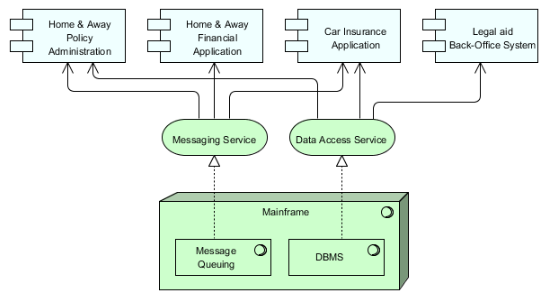 Home & Away
Policy
Administration
Home & Away
Financial
Application
Car Insurance
Application
Legal aid
Back-Office System
Messaging Service
Data Access Service
Mainframe
Message
Queuing
DBMS